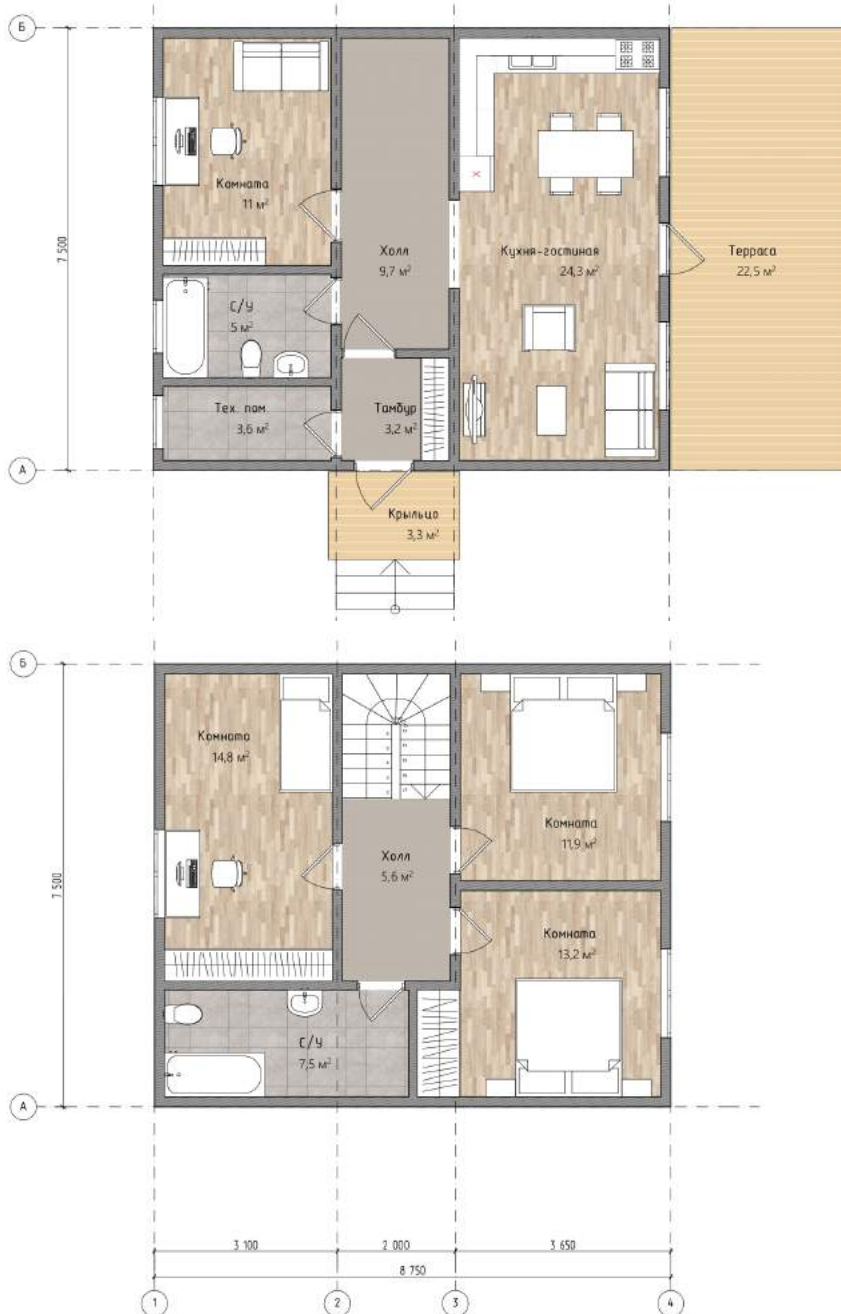 Б
7 500
Комната
11 м²
Холл
9,7 м²
Кухня-гостиная
24,3 м²
Терраса
22,5 м²
X
С/У
5 м²
Тех. пом.
3,6 м²
Тамбур
3,2 м²
А
Крыльцо
3,3 м²
Б
7 500
Комната
14,8 м²
Комната
11,9 м²
Холл
5,6 м²
Комната
13,2 м²
С/У
7,5 м²
А
3 100
2 000
3 650
8 750
1
2
3
4